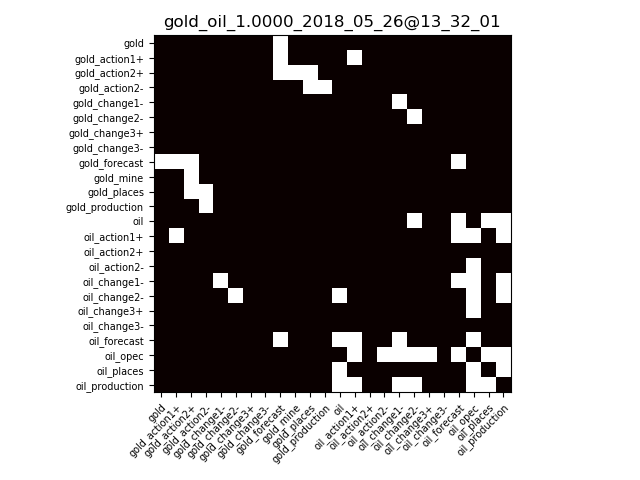 gold_oil_1.0000_2018_05_26@13_32_01
gold
gold_action1+
gold_action2+
gold_action2-
gold_change1-
gold_change2-
gold_change3+
gold_change3-
gold_forecast
gold_mine
gold_places
gold_production
oil
oil_action1+
oil_action2+
oil_action2-
oil_change1-
oil_change2-
oil_change3+
oil_change3-
oil_forecast
oil_opec
oil_places
oil_production
gold
gold_action1+
gold_action2+
gold_action2-
gold_change1-
gold_change2-
gold_change3+
gold_change3-
gold_forecast
gold_mine
gold_places
gold_production
oil
oil_action1+
oil_action2+
oil_action2-
oil_change1-
oil_change2-
oil_change3+
oil_change3-
oil_forecast
oil_opec
oil_places
oil_production